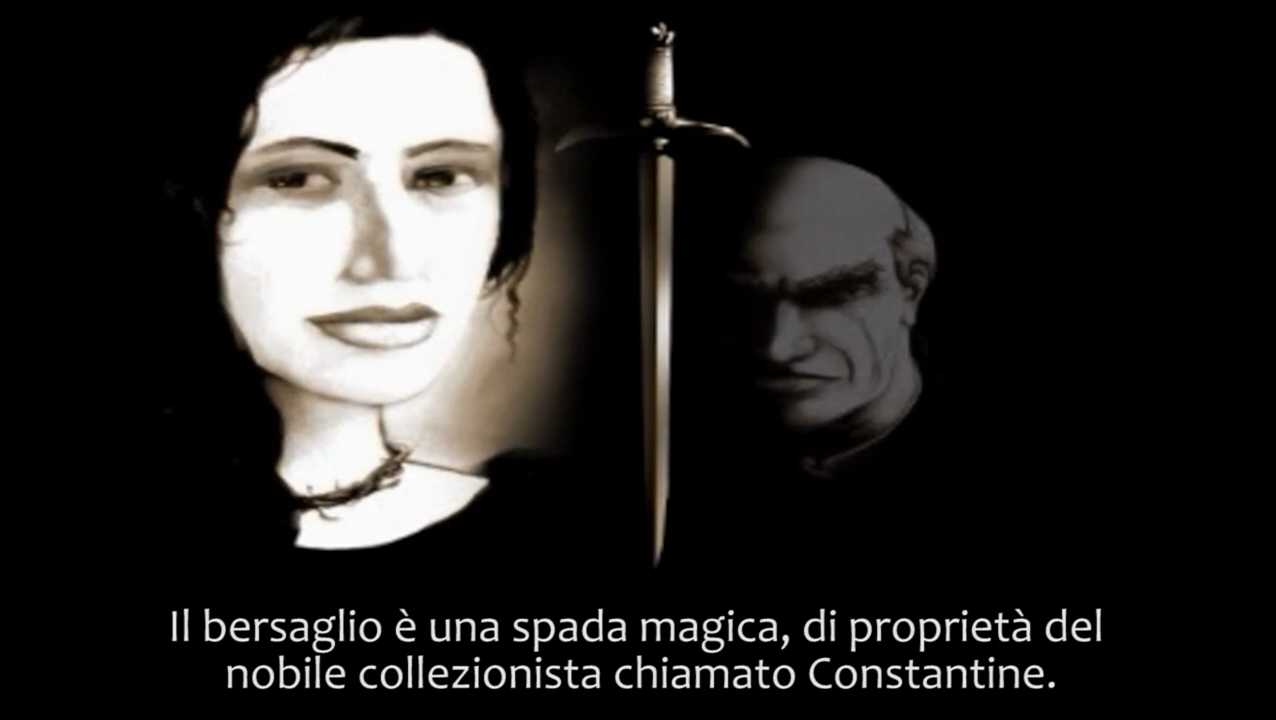 Il bersaglio è una spada magica, di proprietà del
nobile collezionista chiamato Constantine.